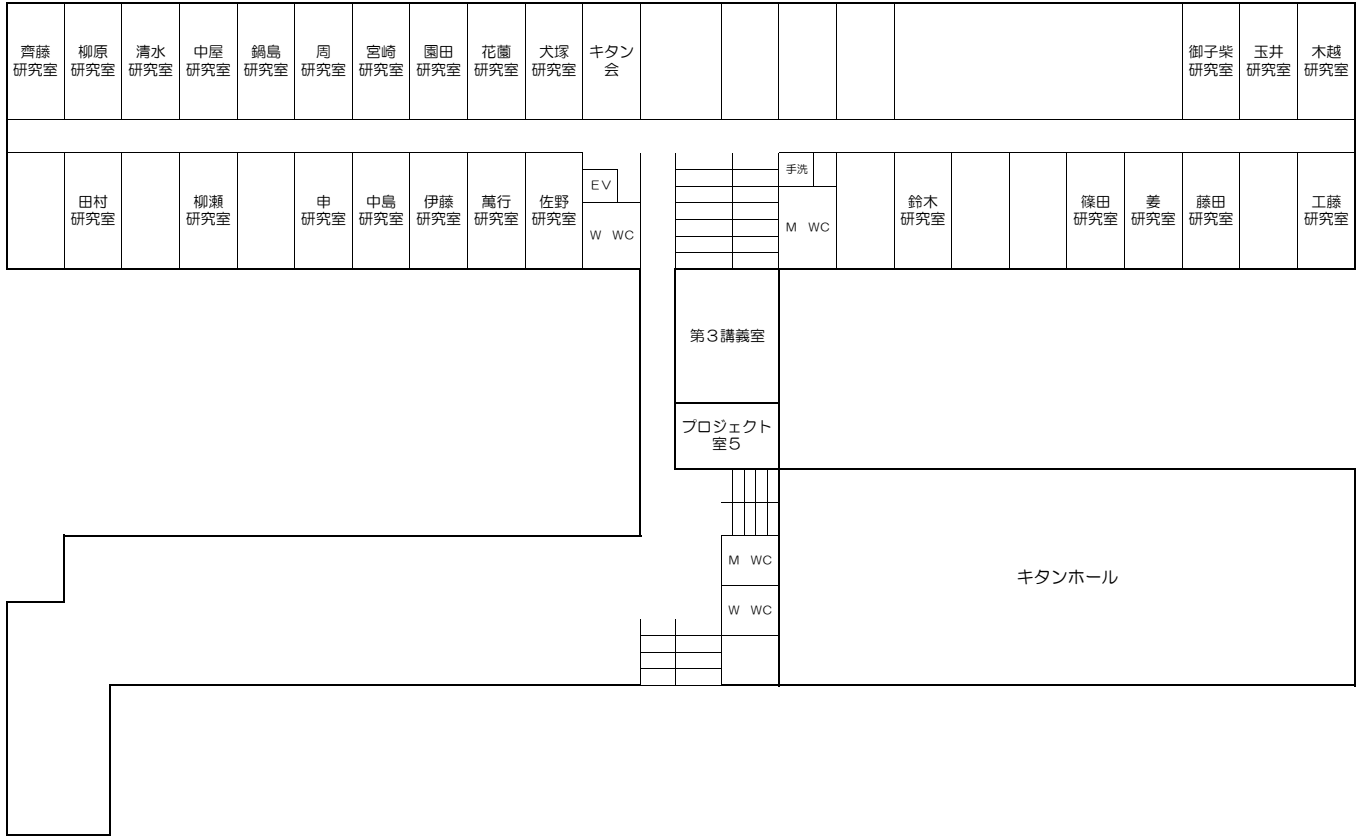 齊藤
研究室
柳原
研究室
清水
研究室
中屋
研究室
鍋島
研究室
周
研究室
宮崎
研究室
園田
研究室
花薗
研究室
犬塚
研究室
キタン
会
御子柴
研究室
玉井
研究室
木越
研究室
田村
研究室
柳瀬
研究室
申
研究室
中島
研究室
伊藤
研究室
萬行
研究室
佐野
研究室
ＥＶ
W WC
手洗
M WC
鈴木
研究室
篠田
研究室
姜
研究室
藤田
研究室
工藤
研究室
第３講義室
プロジェクト
室５
M WC
W WC
キタンホール